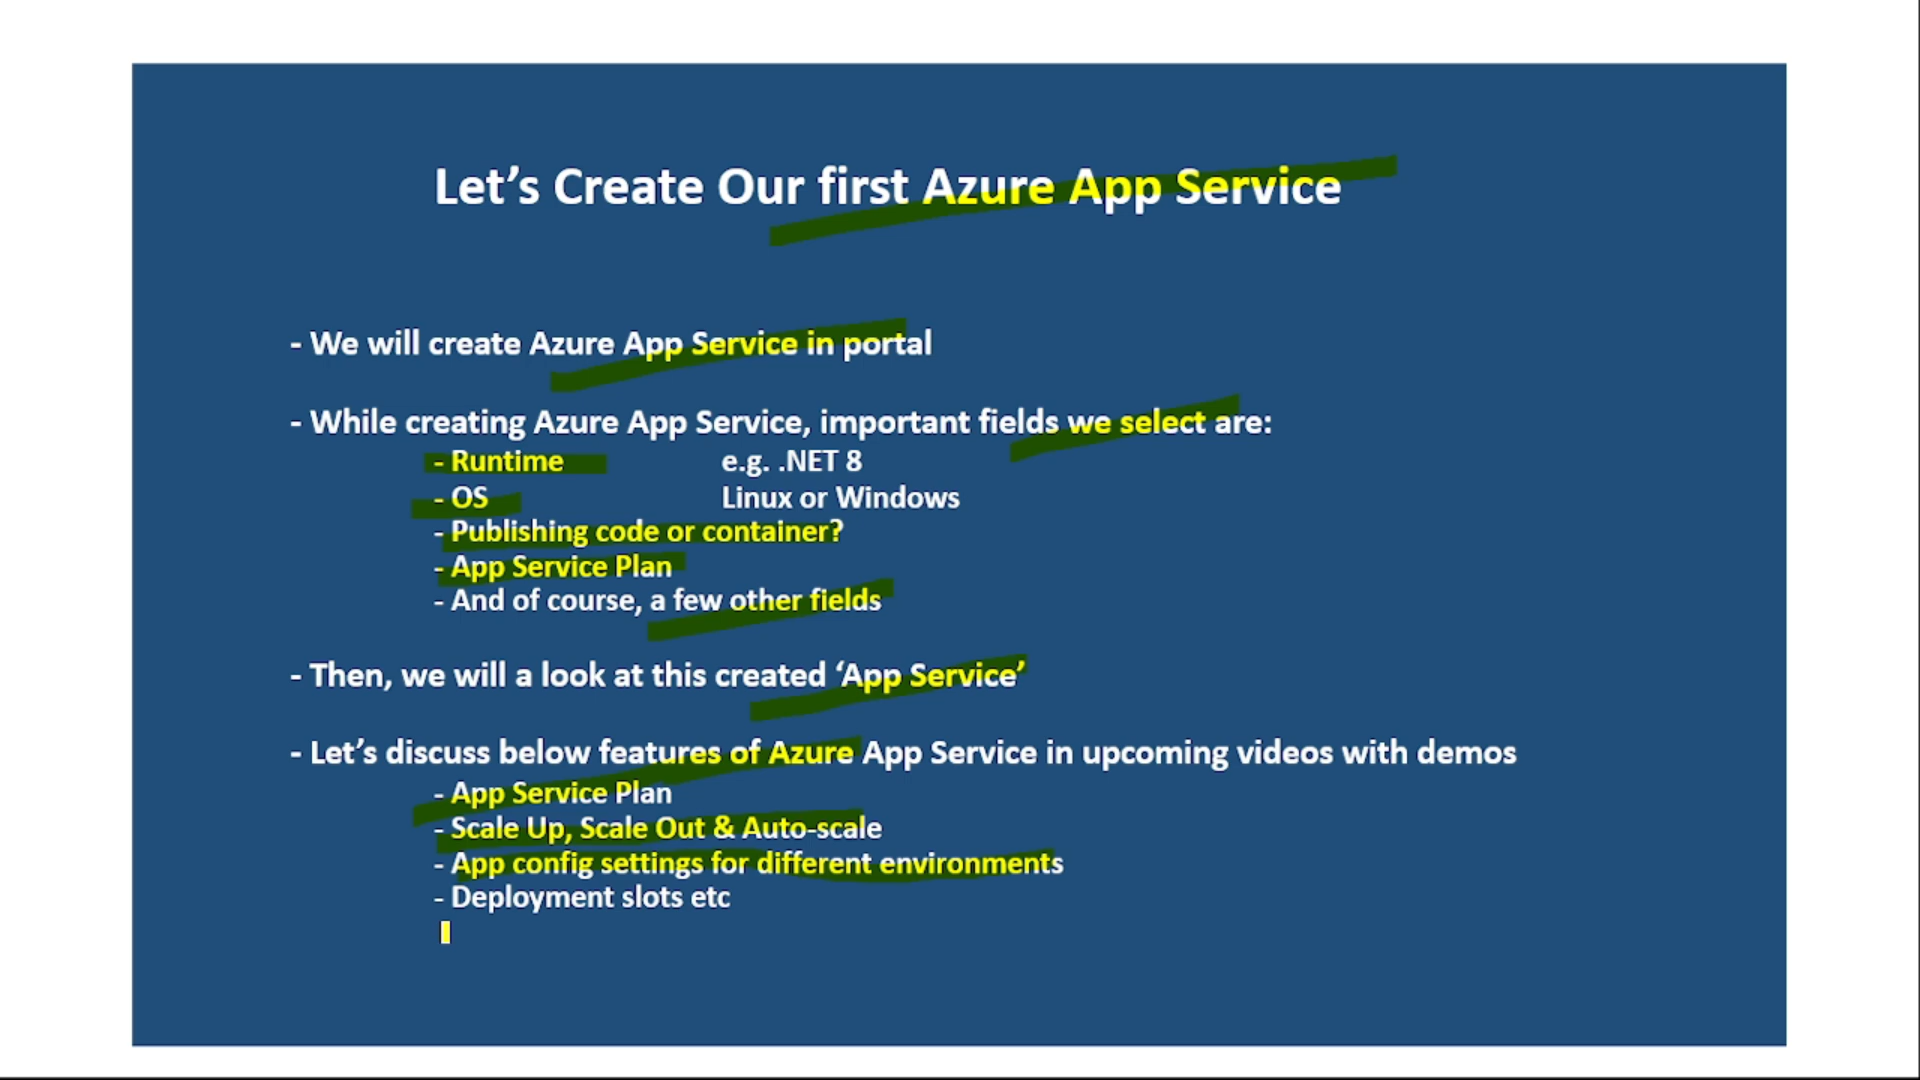 Let's Create Our first Azure App Service
- We will create Azure App Service in portal
- While creating Azure App Service, important fields we select are:
- Runtime e.g. .NET 8
- OS Linux or Windows
- Publishing code or container?
- App Service Plan
- And of course, a few other fields
- Then, we will a look at this created ‘App Service’
- Let's discuss below features of Azure App Service in upcoming videos with demos
- App Service Plan
- Scale Up, Scale Out & Auto-scale
- App config settings for different environments
- Deployment slots etc